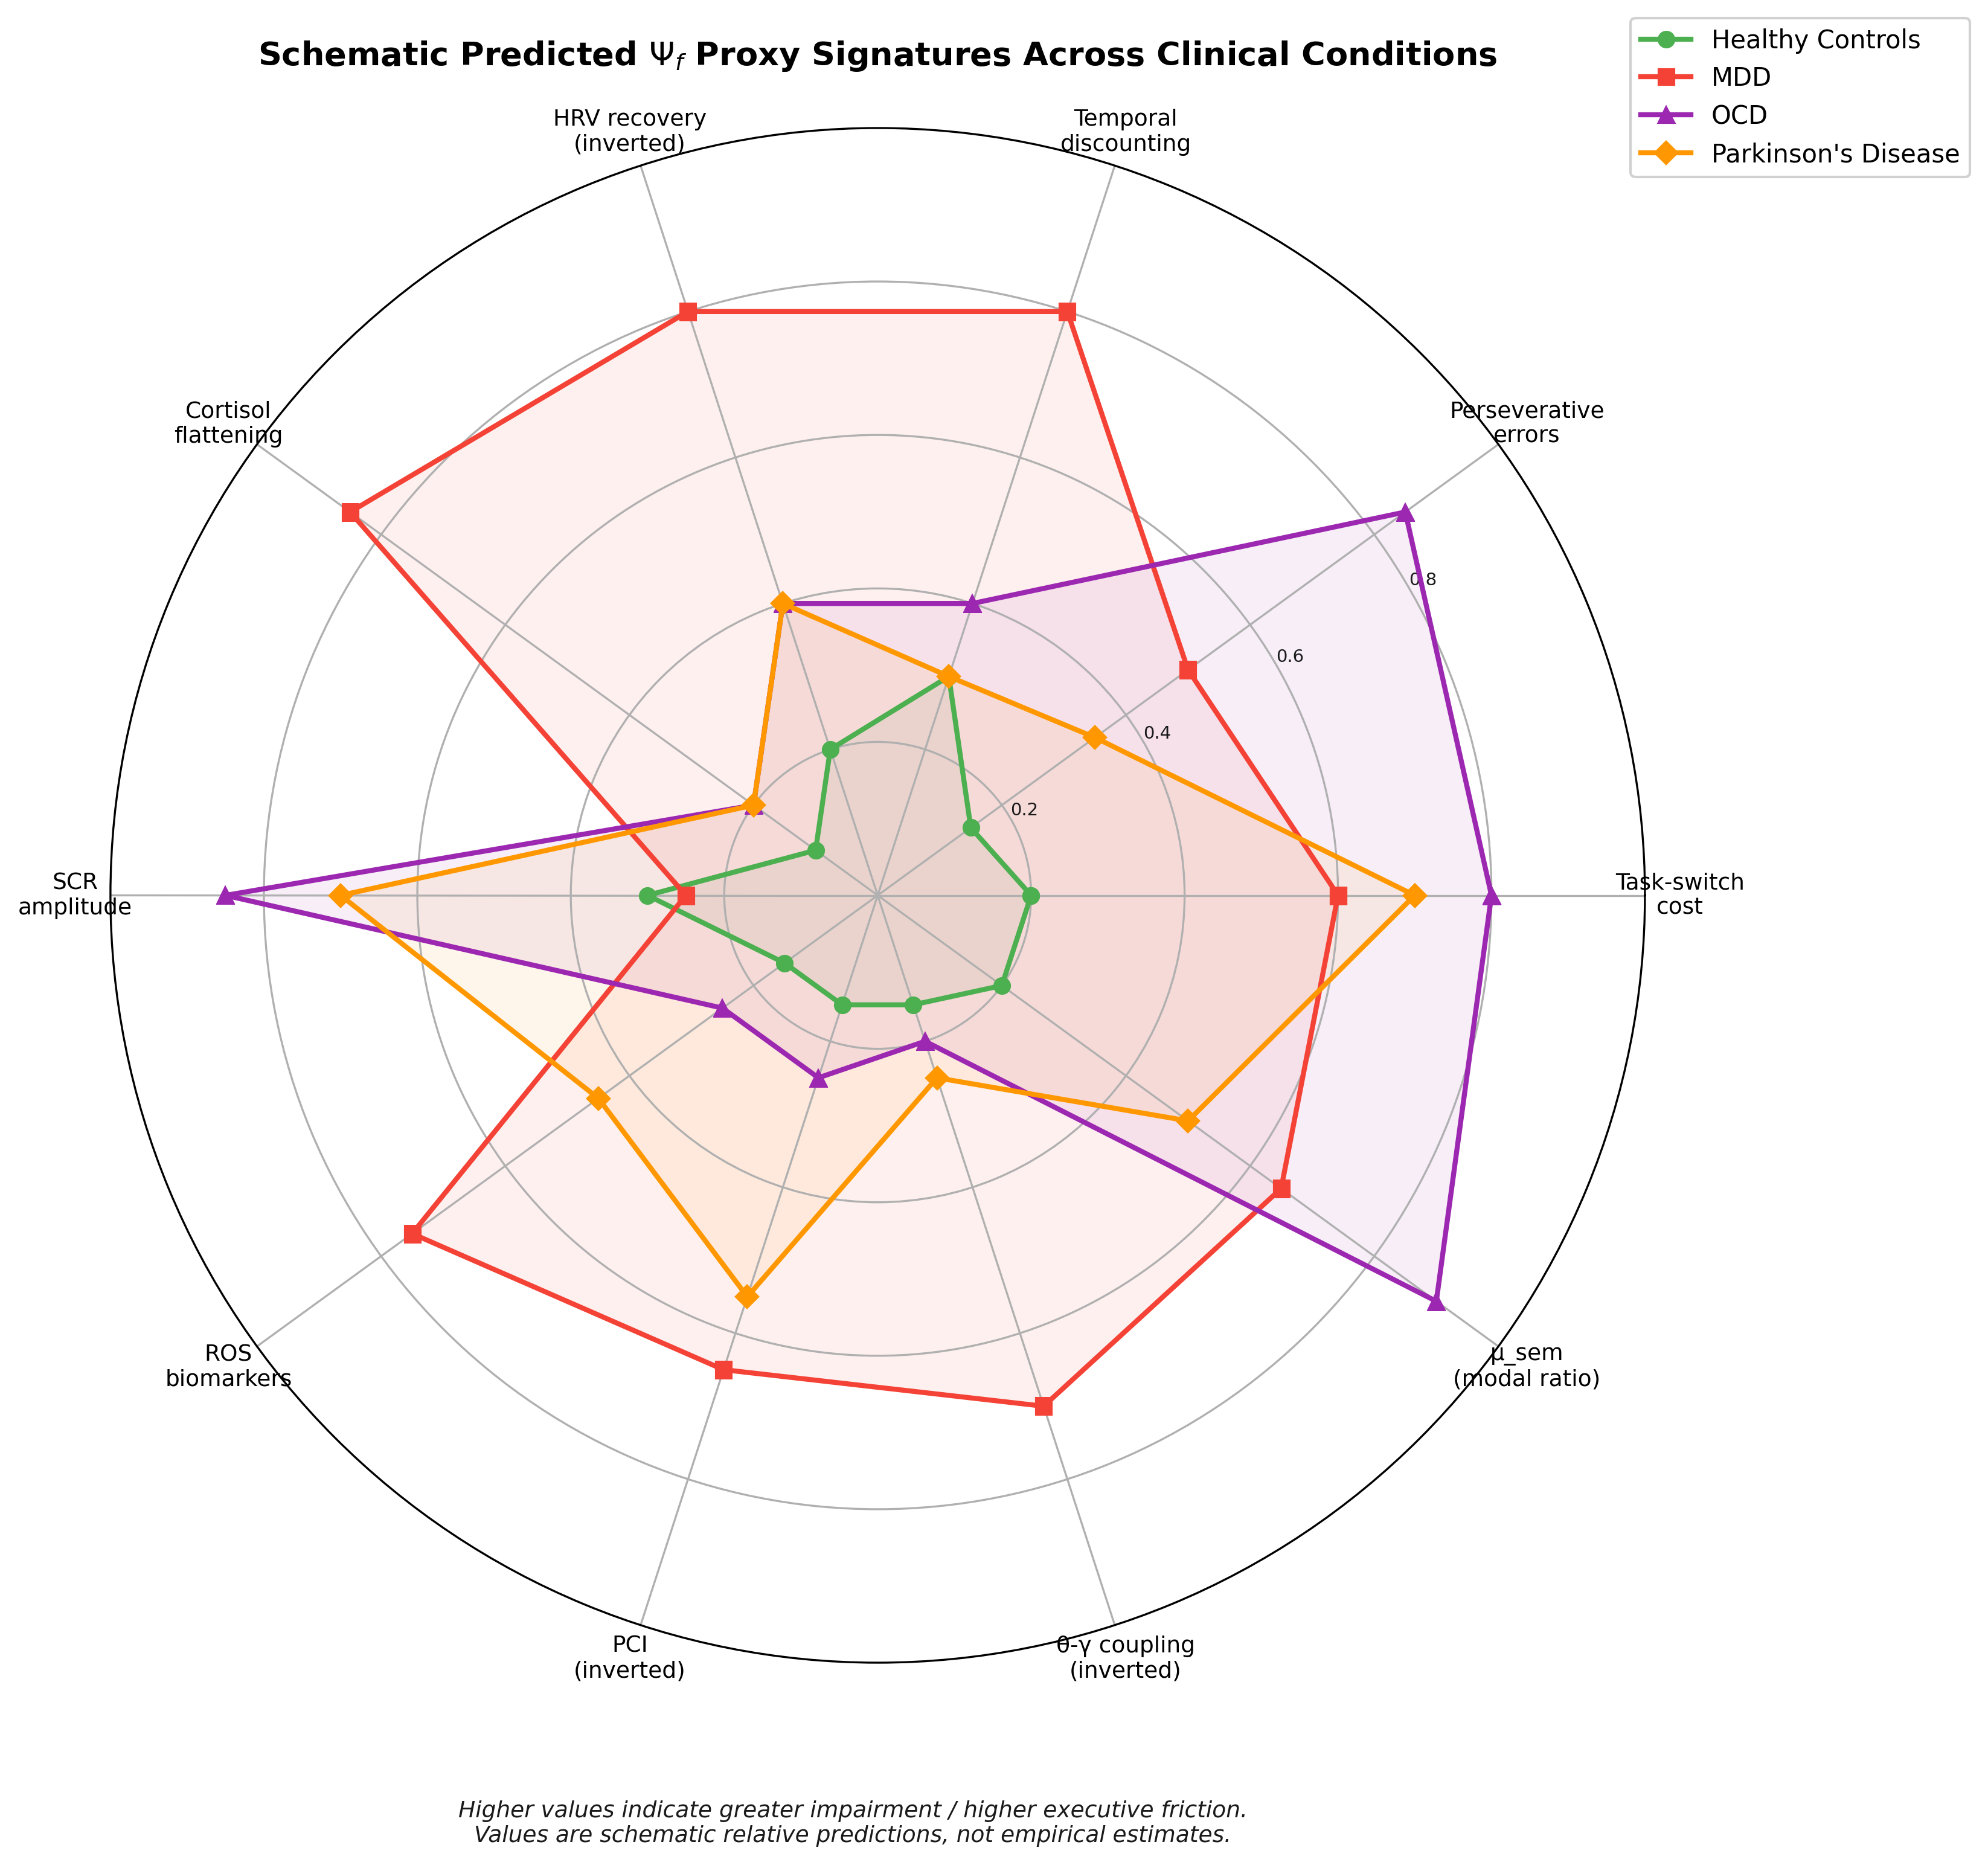 Schematic Predicted Ψf Proxy Signatures Across Clinical Conditions
Healthy Controls
MDD
OCD
Parkinson's Disease
HRV recovery
(inverted)
Temporal
discounting
Cortisol
flattening
Perseverative
errors
0.8
0.6
0.4
0.2
SCR
amplitude
Task-switch
cost
ROS
biomarkers
μ_sem
(modal ratio)
PCI
(inverted)
θ-γ coupling
(inverted)
Higher values indicate greater impairment / higher executive friction.
Values are schematic relative predictions, not empirical estimates.